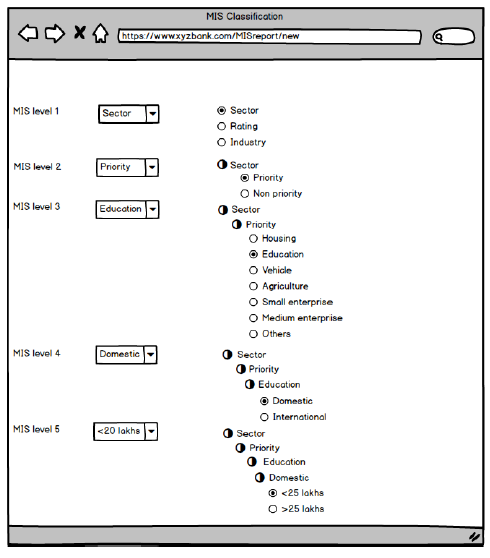 MIS Classification
https://www.xyzbank.com/MISreport/new
MIS level 1
Sector
Sector
Rating
Industry
MIS level 2
Priority
Sector
Priority
Non priority
MIS level 3
Education
Sector
Priority
Housing
Education
Vehicle
Agriculture
Small enterprise
Medium enterprise
Others
MIS level 4
Domestic
Sector
Priority
Education
Domestic
International
MIS level 5
<20 lakhs
Sector
Priority
Education
Domestic
<25 lakhs
>25 lakhs